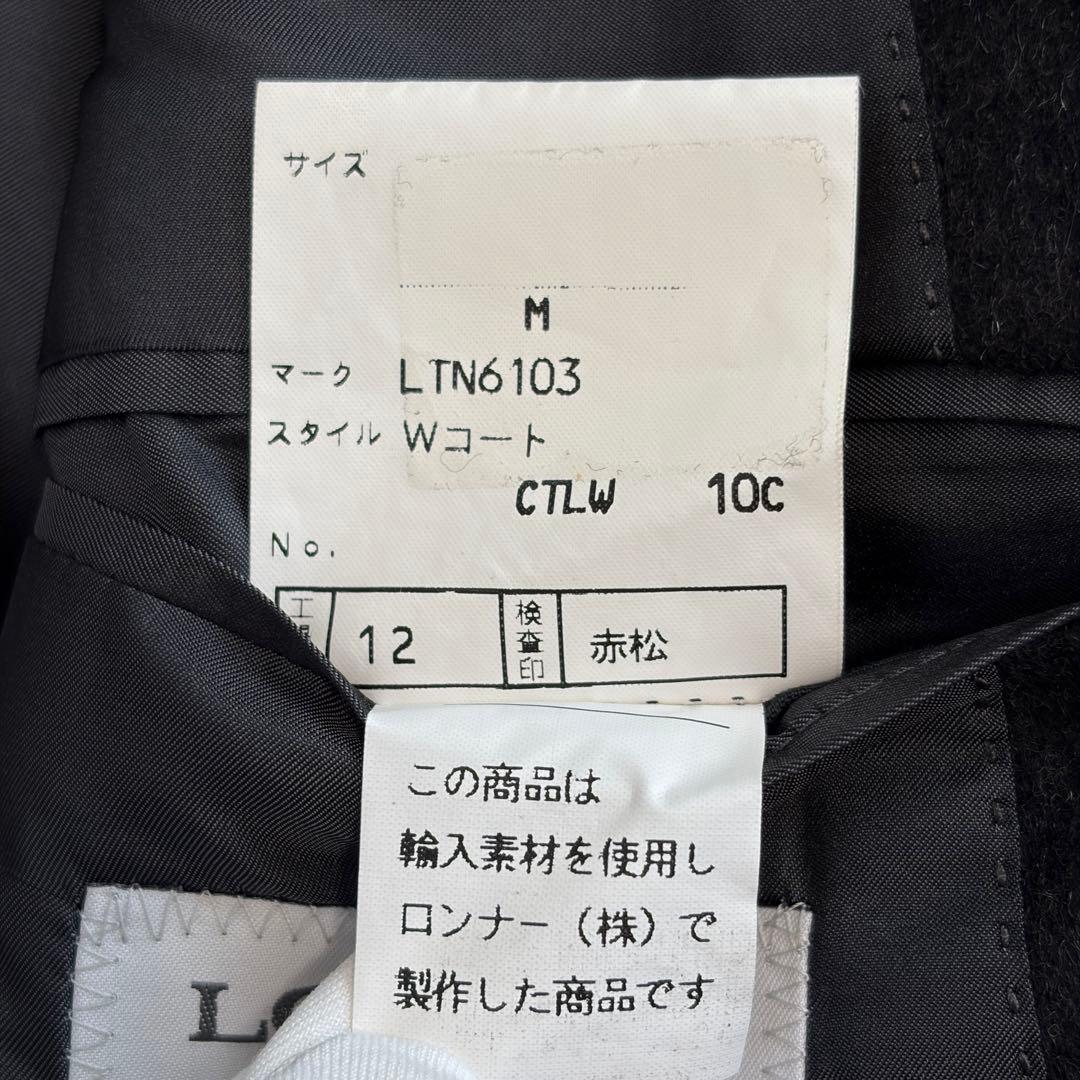 サイズ
M
マーク LTN6103
スタイル Wコート
CTLW 10C
No.
12 検査印 赤松
この商品は
輸入素材を使用し
ロンナー(株)で
製作した商品です
L